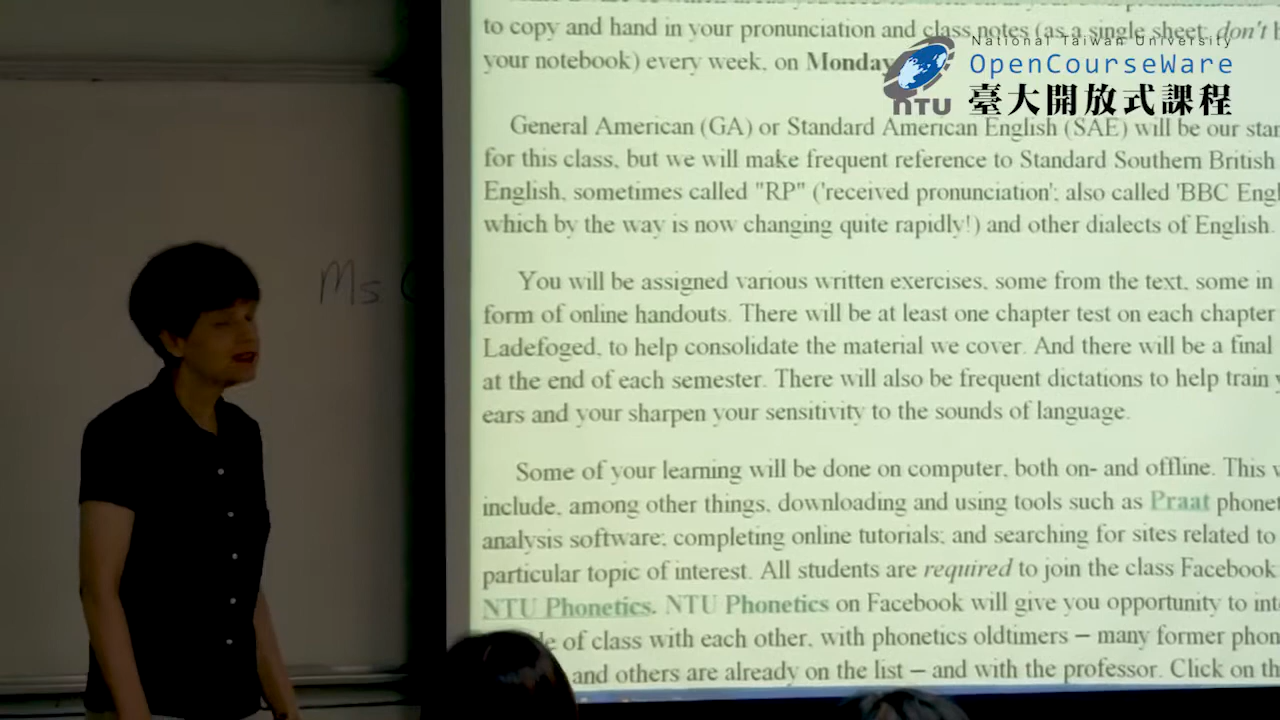 to copy and hand in your pronunciation and class notes (as a single sheet; don't
your notebook) every week, on Monday
National Taiwan University
OpenCourseWare
臺大開放式課程
NTU
General American (GA) or Standard American English (SAE) will be our
for this class, but we will make frequent reference to Standard Southern British
English, sometimes called "RP" ('received pronunciation'; also called 'BBC
which by the way is now changing quite rapidly!) and other dialects of English.
Ms
You will be assigned various written exercises, some from the text, some in
form of online handouts. There will be at least one chapter test on each chapter
Ladefoged, to help consolidate the material we cover. And there will be a final
at the end of each semester. There will also be frequent dictations to help train
ears and your sharpen your sensitivity to the sounds of language.
Some of your learning will be done on computer, both on- and offline. This
include, among other things, downloading and using tools such as Praat
analysis software; completing online tutorials; and searching for sites related to
particular topic of interest. All students are required to join the class Facebook
NTU Phonetics. NTU Phonetics on Facebook will give you opportunity to
of class with each other, with phonetics oldtimers – many former
and others are already on the list – and with the professor. Click on